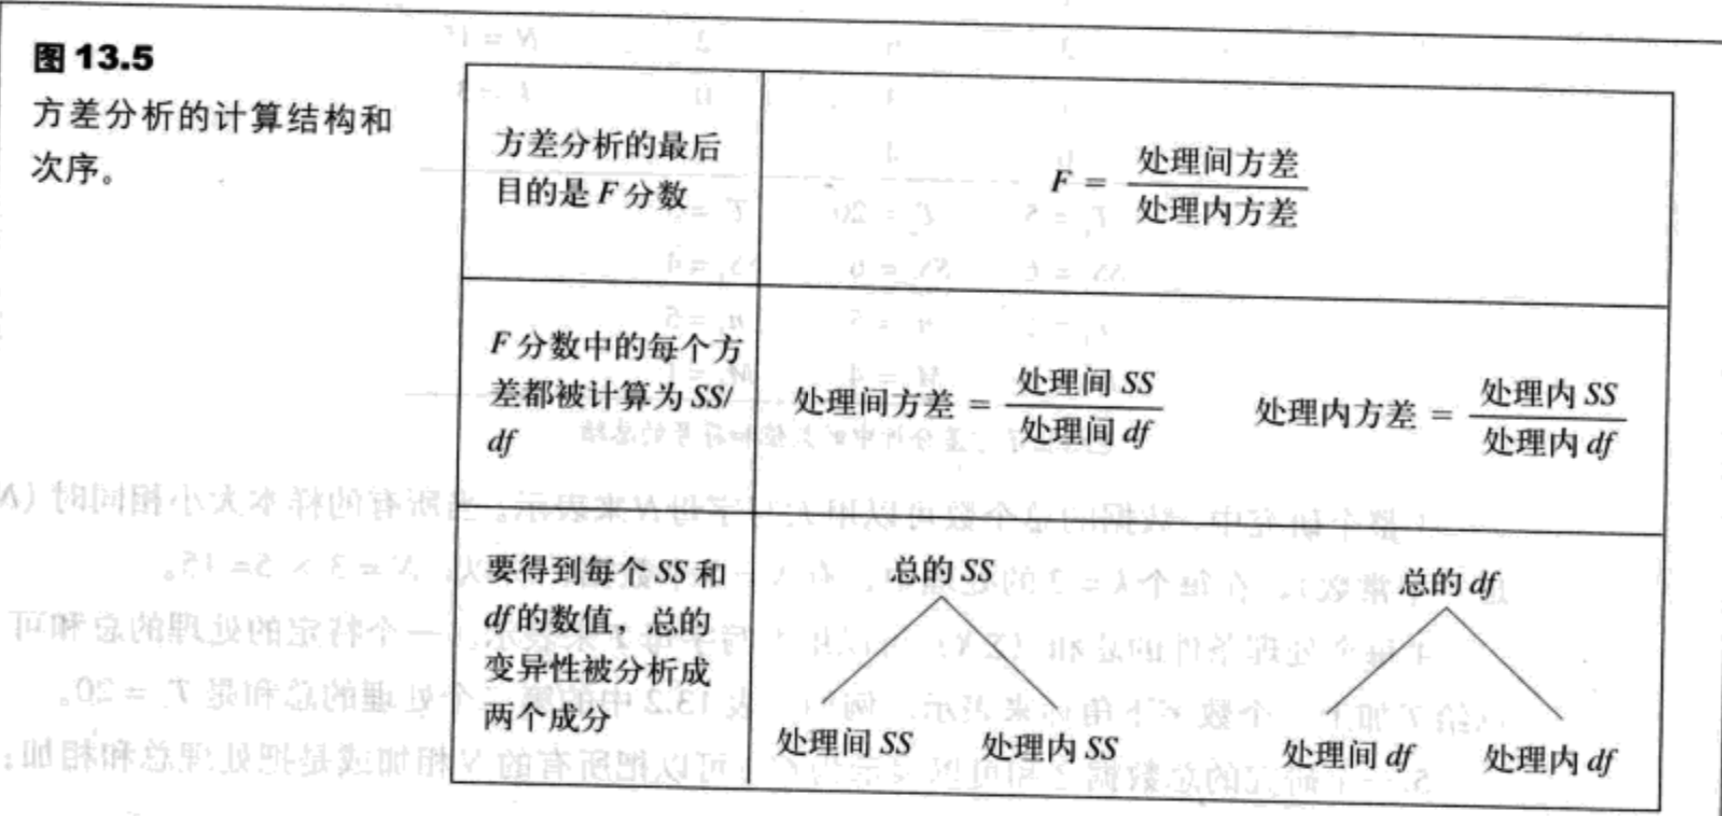 图 13.5
方差分析的计算结构和
次序。
方差分析的最后
目的是 F 分数
F = 处理间方差 / 处理内方差
F 分数中的每个方
差都被计算为 SS/
df
处理间方差 = 处理间 SS / 处理间 df
处理内方差 = 处理内 SS / 处理内 df
要得到每个 SS 和
df 的数值，总的
变异性被分析成
两个成分
总的 SS
处理间 SS 处理内 SS
总的 df
处理间 df 处理内 df